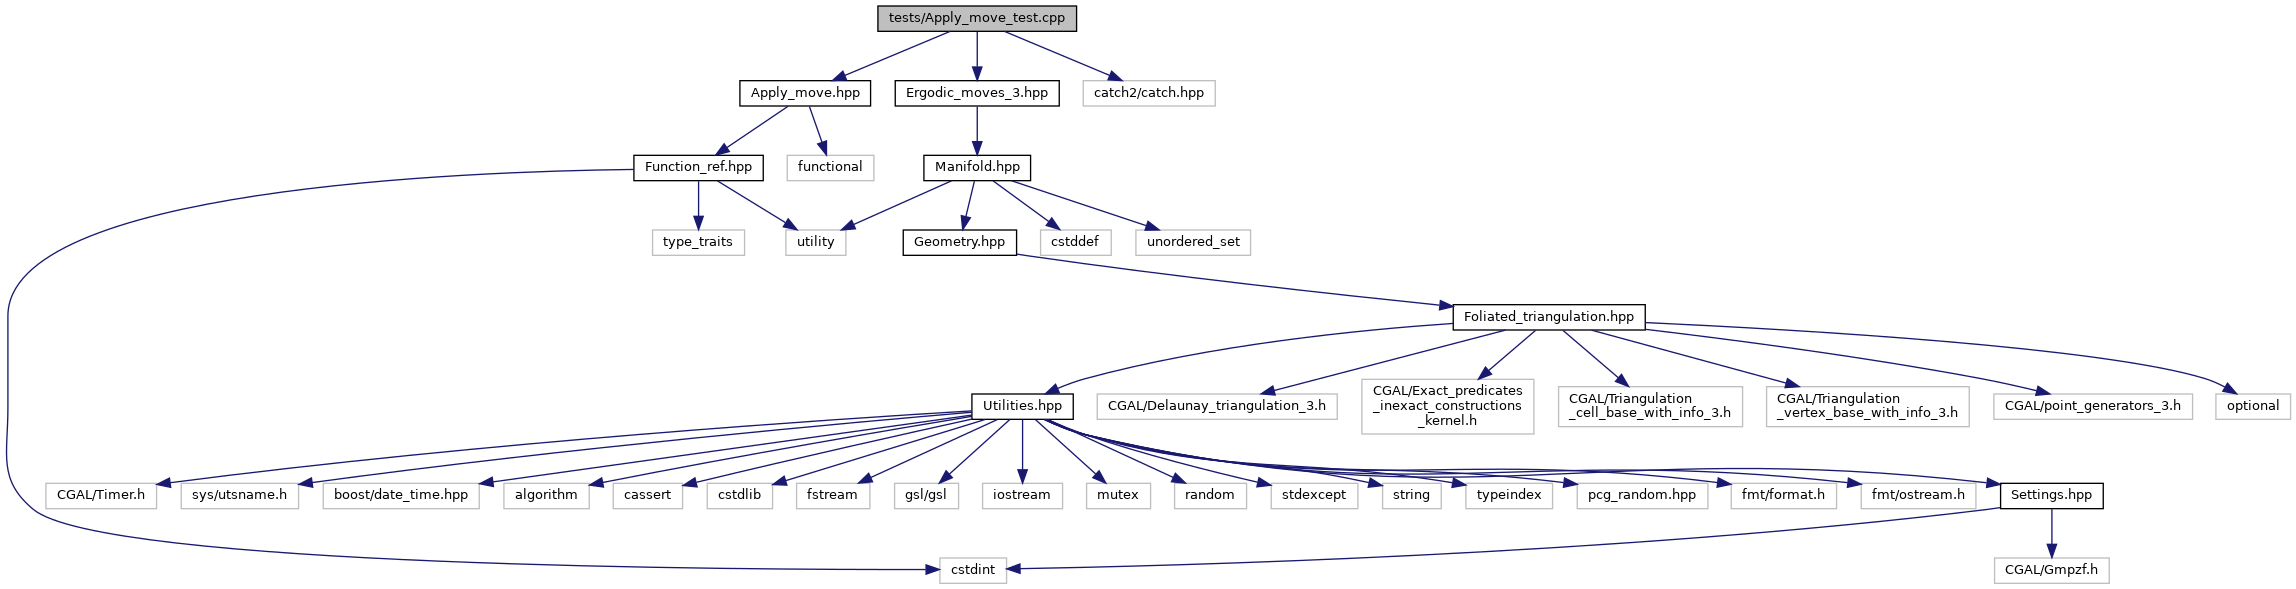 tests/Apply_move_test.cpp
Apply_move.hpp
Ergodic_moves_3.hpp
catch2/catch.hpp
Function_ref.hpp
functional
Manifold.hpp
type_traits
utility
Geometry.hpp
cstddef
unordered_set
Foliated_triangulation.hpp
Utilities.hpp
CGAL/Delaunay_triangulation_3.h
CGAL/Exact_predicates
_inexact_constructions
_kernel.h
CGAL/Triangulation
_cell_base_with_info_3.h
CGAL/Triangulation
_vertex_base_with_info_3.h
CGAL/point_generators_3.h
optional
CGAL/Timer.h
sys/utsname.h
boost/date_time.hpp
algorithm
cassert
cstdlib
fstream
gsl/gsl
iostream
mutex
random
stdexcept
string
typeindex
pcg_random.hpp
fmt/format.h
fmt/ostream.h
Settings.hpp
cstdint
CGAL/Gmpzf.h